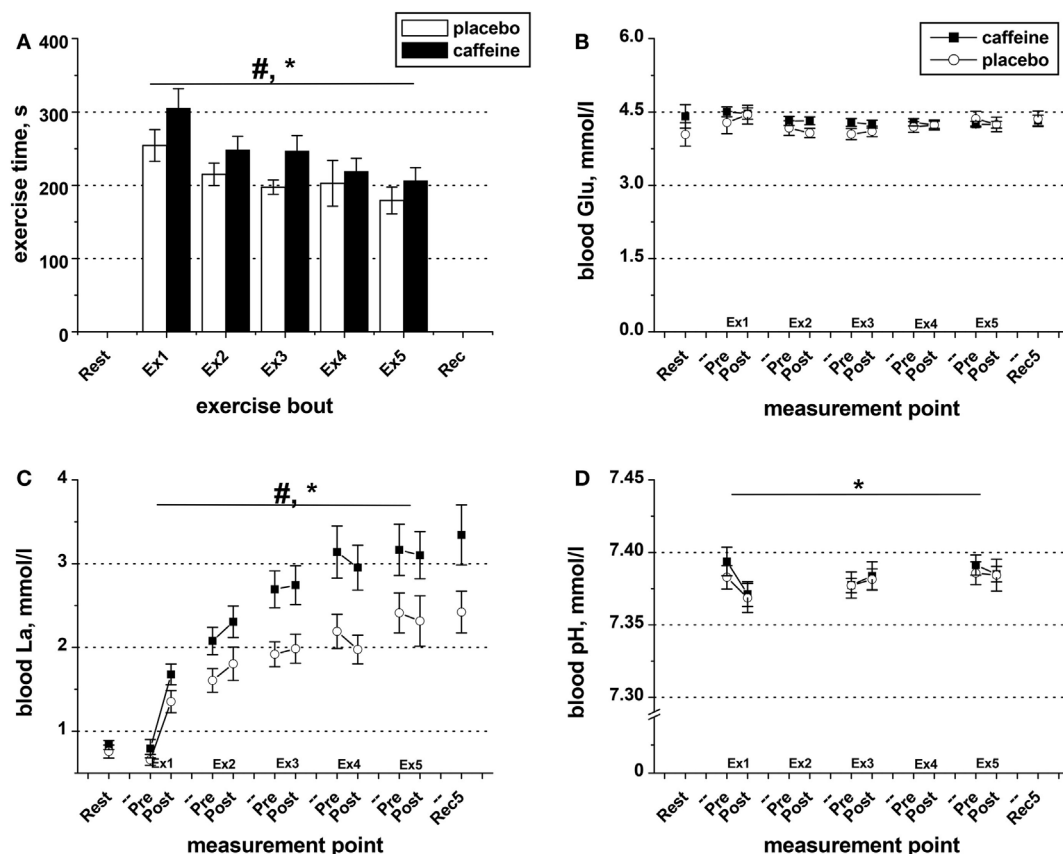 A
placebo
caffeine
#, *
400
300
200
100
0
exercise time, s
Rest
Ex1
Ex2
Ex3
Ex4
Ex5
Rec
exercise bout
B
caffeine
placebo
6.0
4.5
3.0
1.5
0.0
blood Glu, mmol/l
Ex1 Ex2 Ex3 Ex4 Ex5
Rest
--
Pre
Post
--
Pre
Post
--
Pre
Post
--
Pre
Post
--
Pre
Post
--
Rec5
measurement point
C
#, *
4
3
2
1
blood La, mmol/l
Ex1 Ex2 Ex3 Ex4 Ex5
Rest
--
Pre
Post
--
Pre
Post
--
Pre
Post
--
Pre
Post
--
Pre
Post
--
Rec5
measurement point
D
*
7.45
7.40
7.35
7.30
0
blood pH, mmol/l
Ex1 Ex2 Ex3 Ex4 Ex5
Rest
--
Pre
Post
--
Pre
Post
--
Pre
Post
--
Pre
Post
--
Pre
Post
--
Rec5
measurement point